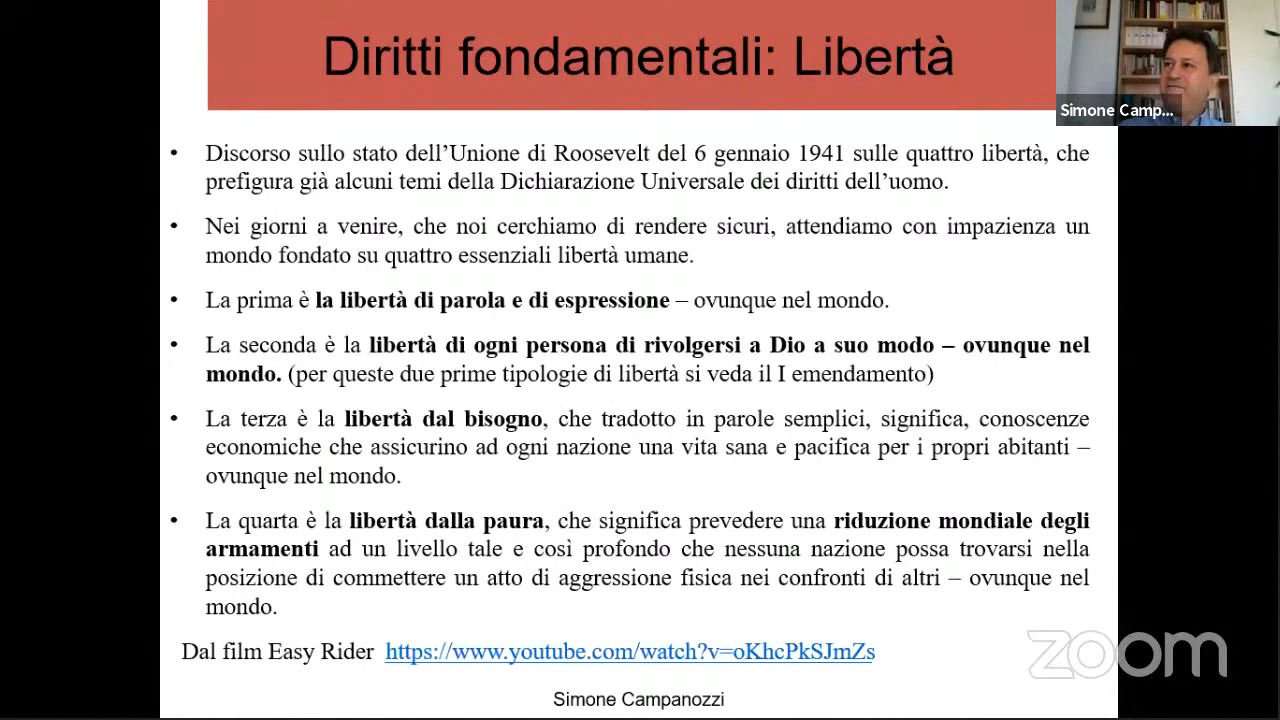 Diritti fondamentali: Libertà
Simone Camp...
• Discorso sullo stato dell’Unione di Roosevelt del 6 gennaio 1941 sulle quattro libertà, che
prefigura già alcuni temi della Dichiarazione Universale dei diritti dell’uomo.
• Nei giorni a venire, che noi cerchiamo di rendere sicuri, attendiamo con impazienza un
mondo fondato su quattro essenziali libertà umane.
• La prima è la libertà di parola e di espressione – ovunque nel mondo.
• La seconda è la libertà di ogni persona di rivolgersi a Dio a suo modo – ovunque nel
mondo. (per queste due prime tipologie di libertà si veda il I emendamento)
• La terza è la libertà dal bisogno, che tradotto in parole semplici, significa, conoscenze
economiche che assicurino ad ogni nazione una vita sana e pacifica per i propri abitanti –
ovunque nel mondo.
• La quarta è la libertà dalla paura, che significa prevedere una riduzione mondiale degli
armamenti ad un livello tale e così profondo che nessuna nazione possa trovarsi nella
posizione di commettere un atto di aggressione fisica nei confronti di altri – ovunque nel
mondo.
Dal film Easy Rider https://www.youtube.com/watch?v=oKhcPkSJmZs
zoom
Simone Campanozzi